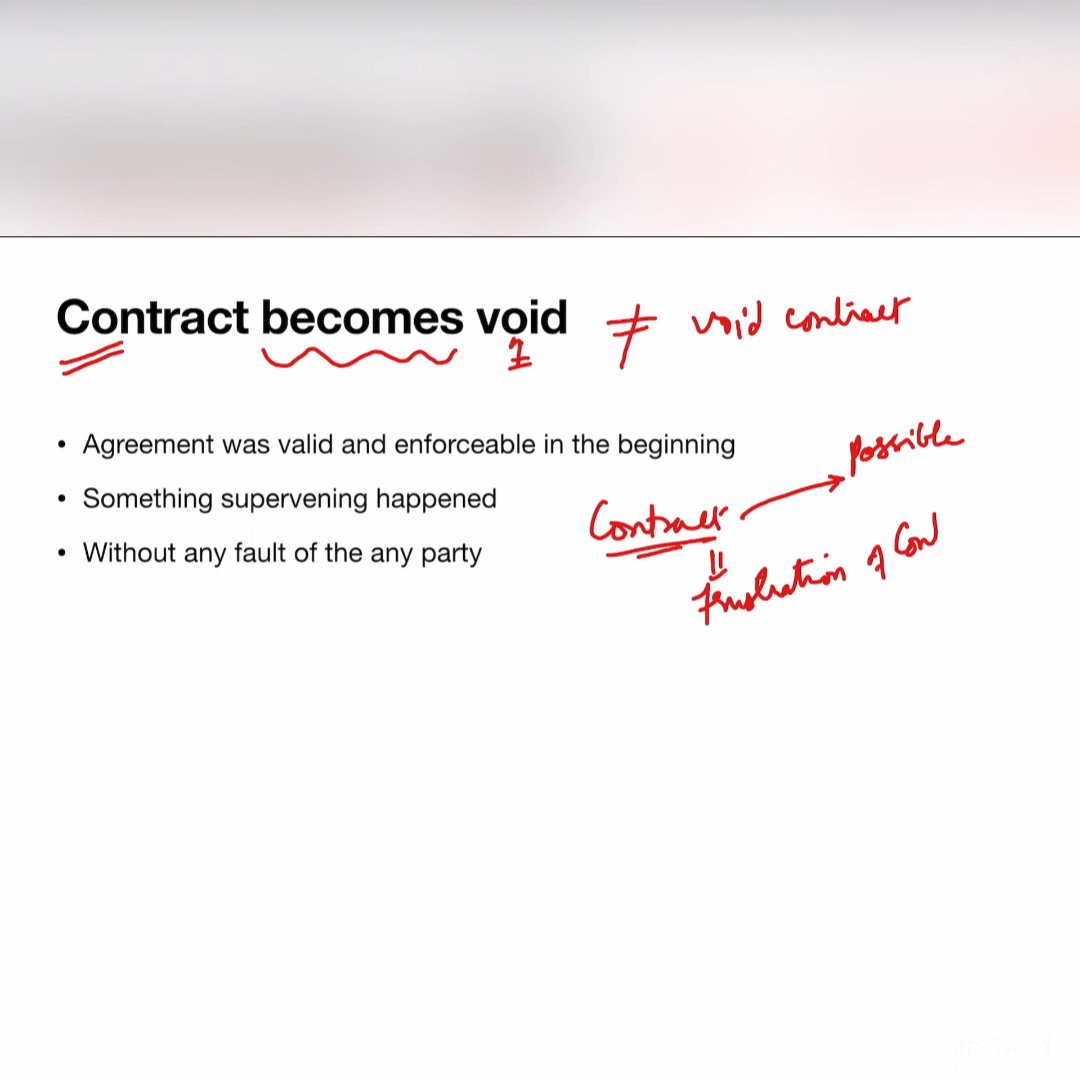 Contract becomes void ≠ void contract
• Agreement was valid and enforceable in the beginning
possible
• Something supervening happened
Contract
• Without any fault of the any party
frustration of Con